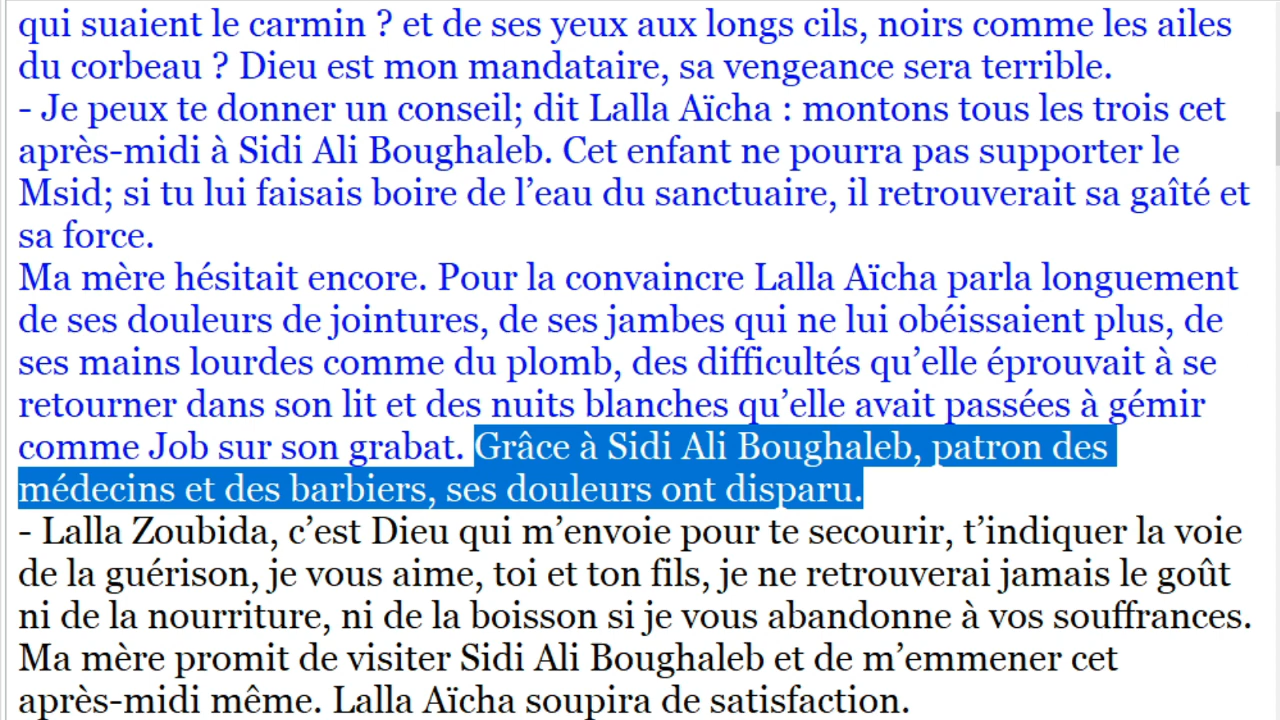 qui suaient le carmin ? et de ses yeux aux longs cils, noirs comme les ailes
du corbeau ? Dieu est mon mandataire, sa vengeance sera terrible.
- Je peux te donner un conseil; dit Lalla Aïcha : montons tous les trois cet
après-midi à Sidi Ali Boughaleb. Cet enfant ne pourra pas supporter le
Msid; si tu lui faisais boire de l’eau du sanctuaire, il retrouverait sa gaîté et
sa force.
Ma mère hésitait encore. Pour la convaincre Lalla Aïcha parla longuement
de ses douleurs de jointures, de ses jambes qui ne lui obéissaient plus, de
ses mains lourdes comme du plomb, des difficultés qu’elle éprouvait à se
retourner dans son lit et des nuits blanches qu’elle avait passées à gémir
comme Job sur son grabat. Grâce à Sidi Ali Boughaleb, patron des
médecins et des barbiers, ses douleurs ont disparu.
- Lalla Zoubida, c’est Dieu qui m’envoie pour te secourir, t’indiquer la voie
de la guérison, je vous aime, toi et ton fils, je ne retrouverai jamais le goût
ni de la nourriture, ni de la boisson si je vous abandonne à vos souffrances.
Ma mère promit de visiter Sidi Ali Boughaleb et de m’emmener cet
après-midi même. Lalla Aïcha soupira de satisfaction.